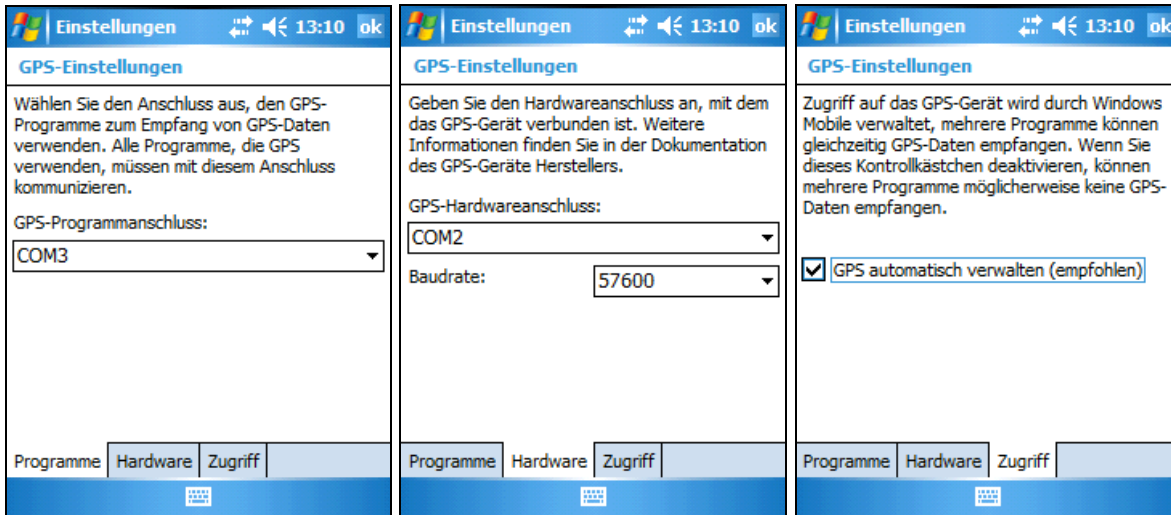 Einstellungen 13:10 ok
GPS-Einstellungen
Wählen Sie den Anschluss aus, den GPS-
Programme zum Empfang von GPS-Daten
verwenden. Alle Programme, die GPS
verwenden, müssen mit diesem Anschluss
kommunizieren.
GPS-Programmanschluss:
COM3
Programme Hardware Zugriff
Einstellungen 13:10 ok
GPS-Einstellungen
Geben Sie den Hardwareanschluss an, mit dem
das GPS-Gerät verbunden ist. Weitere
Informationen finden Sie in der Dokumentation
des GPS-Geräte Herstellers.
GPS-Hardwareanschluss:
COM2
Baudrate: 57600
Programme Hardware Zugriff
Einstellungen 13:10 ok
GPS-Einstellungen
Zugriff auf das GPS-Gerät wird durch Windows
Mobile verwaltet, mehrere Programme können
gleichzeitig GPS-Daten empfangen. Wenn Sie
dieses Kontrollkästchen deaktivieren, können
mehrere Programme möglicherweise keine GPS-
Daten empfangen.
GPS automatisch verwalten (empfohlen)
Programme Hardware Zugriff